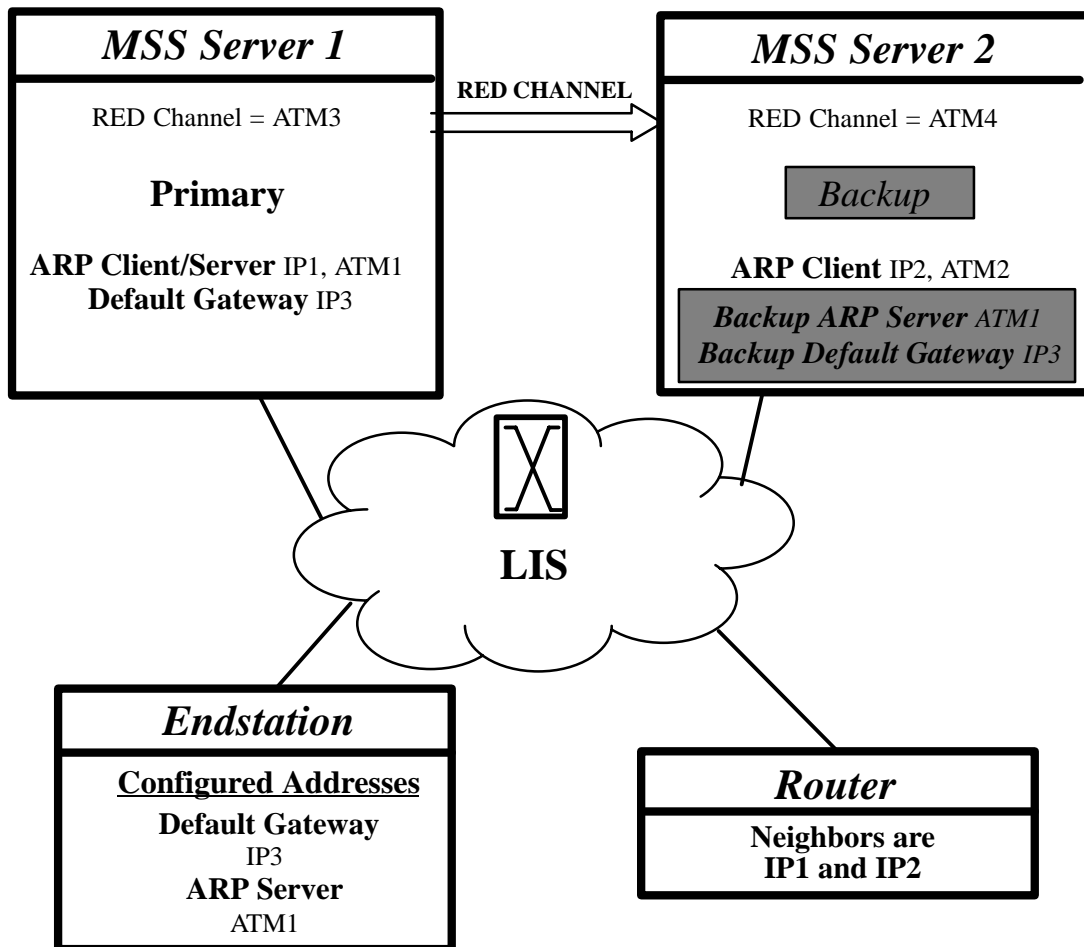 MSS Server 1
RED Channel = ATM3
Primary
ARP Client/Server IP1, ATM1
Default Gateway IP3
RED CHANNEL
MSS Server 2
RED Channel = ATM4
Backup
ARP Client IP2, ATM2
Backup ARP Server ATM1
Backup Default Gateway IP3
LIS
Endstation
Configured Addresses
Default Gateway
IP3
ARP Server
ATM1
Router
Neighbors are
IP1 and IP2